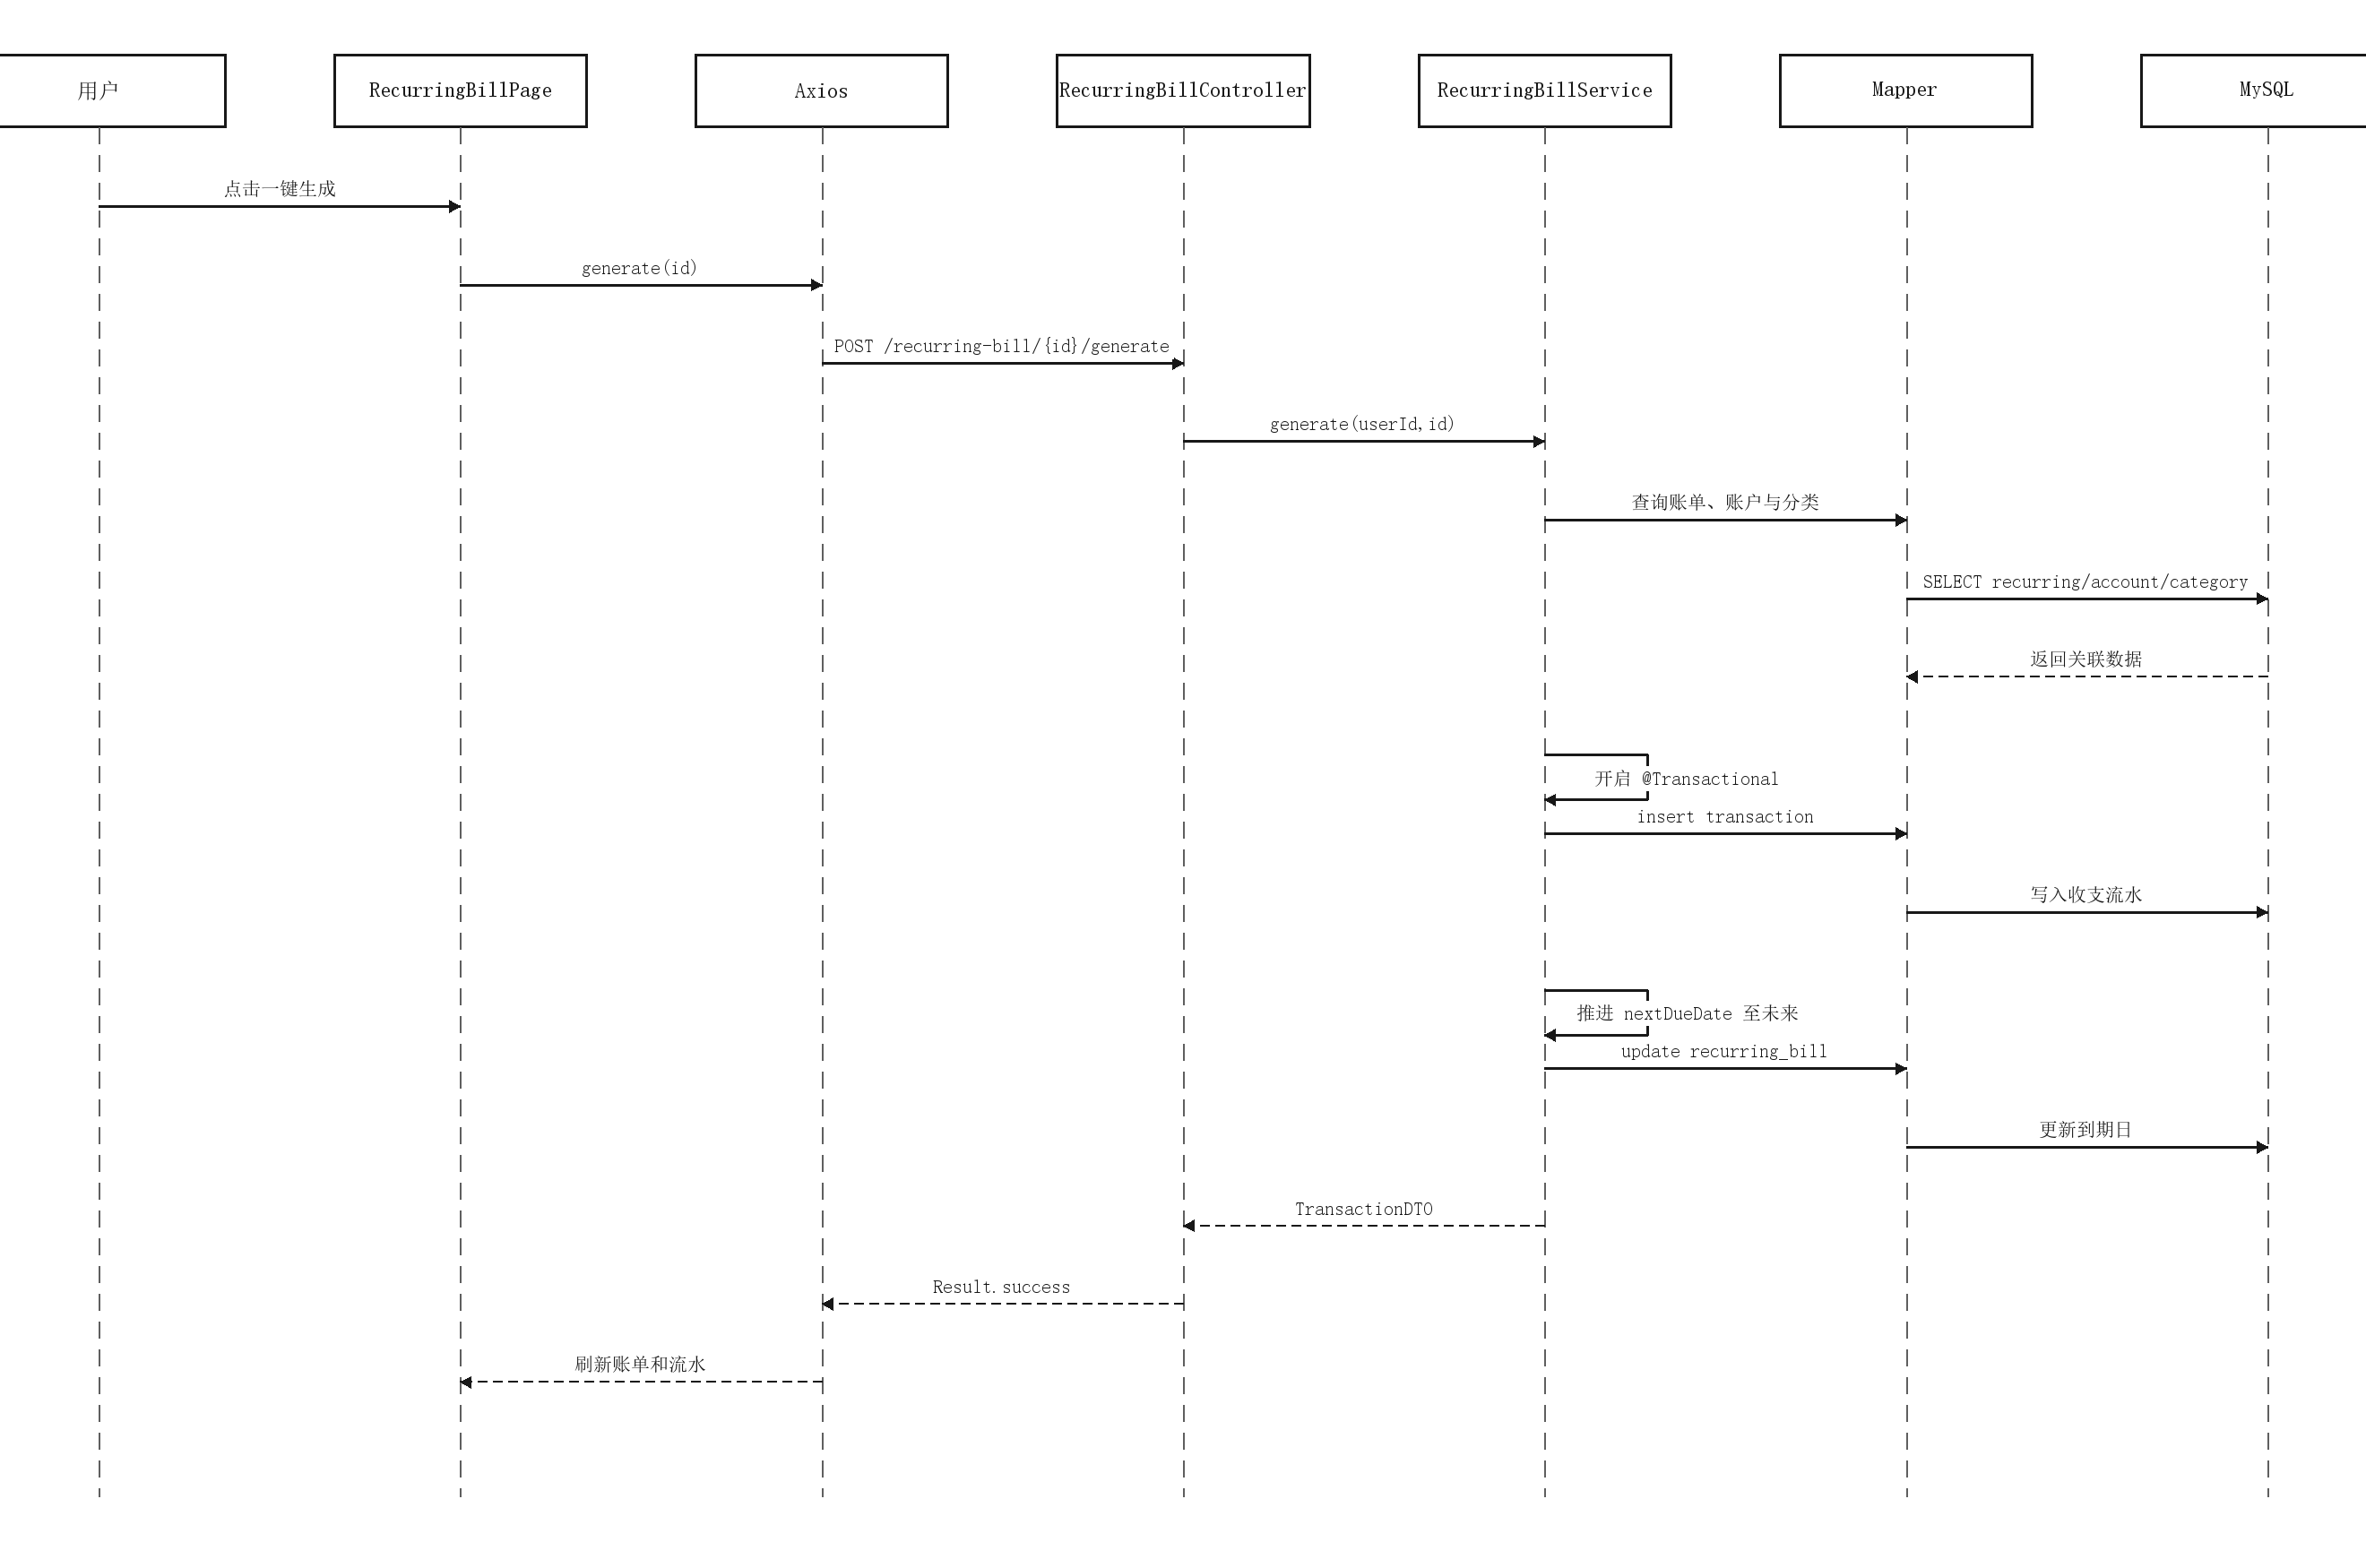 用户
RecurringBillPage
Axios
RecurringBillController
RecurringBillService
Mapper
MySQL
点击一键生成
generate(id)
POST /recurring-bill/{id}/generate
generate(userId,id)
查询账单、账户与分类
SELECT recurring/account/category
返回关联数据
开启 @Transactional
insert transaction
写入收支流水
推进 nextDueDate 至未来
update recurring_bill
更新到期日
TransactionDTO
Result.success
刷新账单和流水